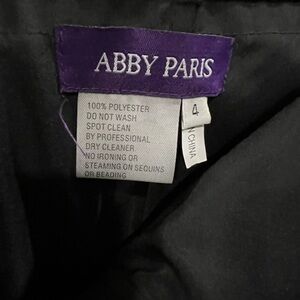 ABBY PARIS
100% POLYESTER
DO NOT WASH
SPOT CLEAN
BY PROFESSIONAL
DRY CLEANER
NO IRONING OR
STEAMING ON SEQUINS
OR BEADING
4
N CHINA